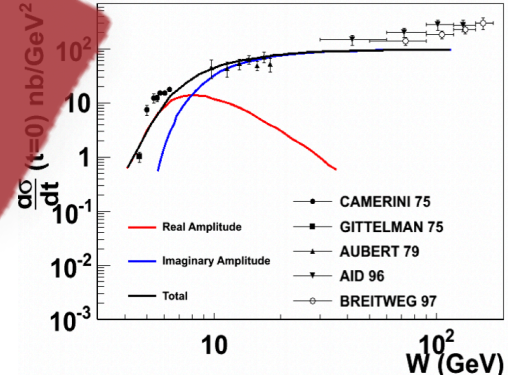 dσ/dt (t=0) nb/GeV²
10²
10
1
10⁻¹
10⁻²
10⁻³
Real Amplitude
Imaginary Amplitude
Total
CAMERINI 75
GITTELMAN 75
AUBERT 79
AID 96
BREITWEG 97
10
10²
W (GeV)